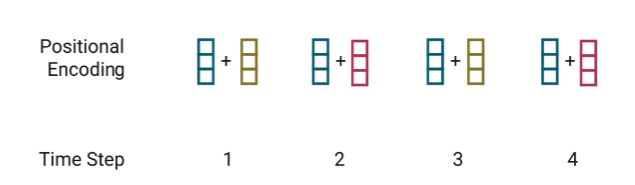 Positional
Encoding
+ + + +
Time Step 1 2 3 4